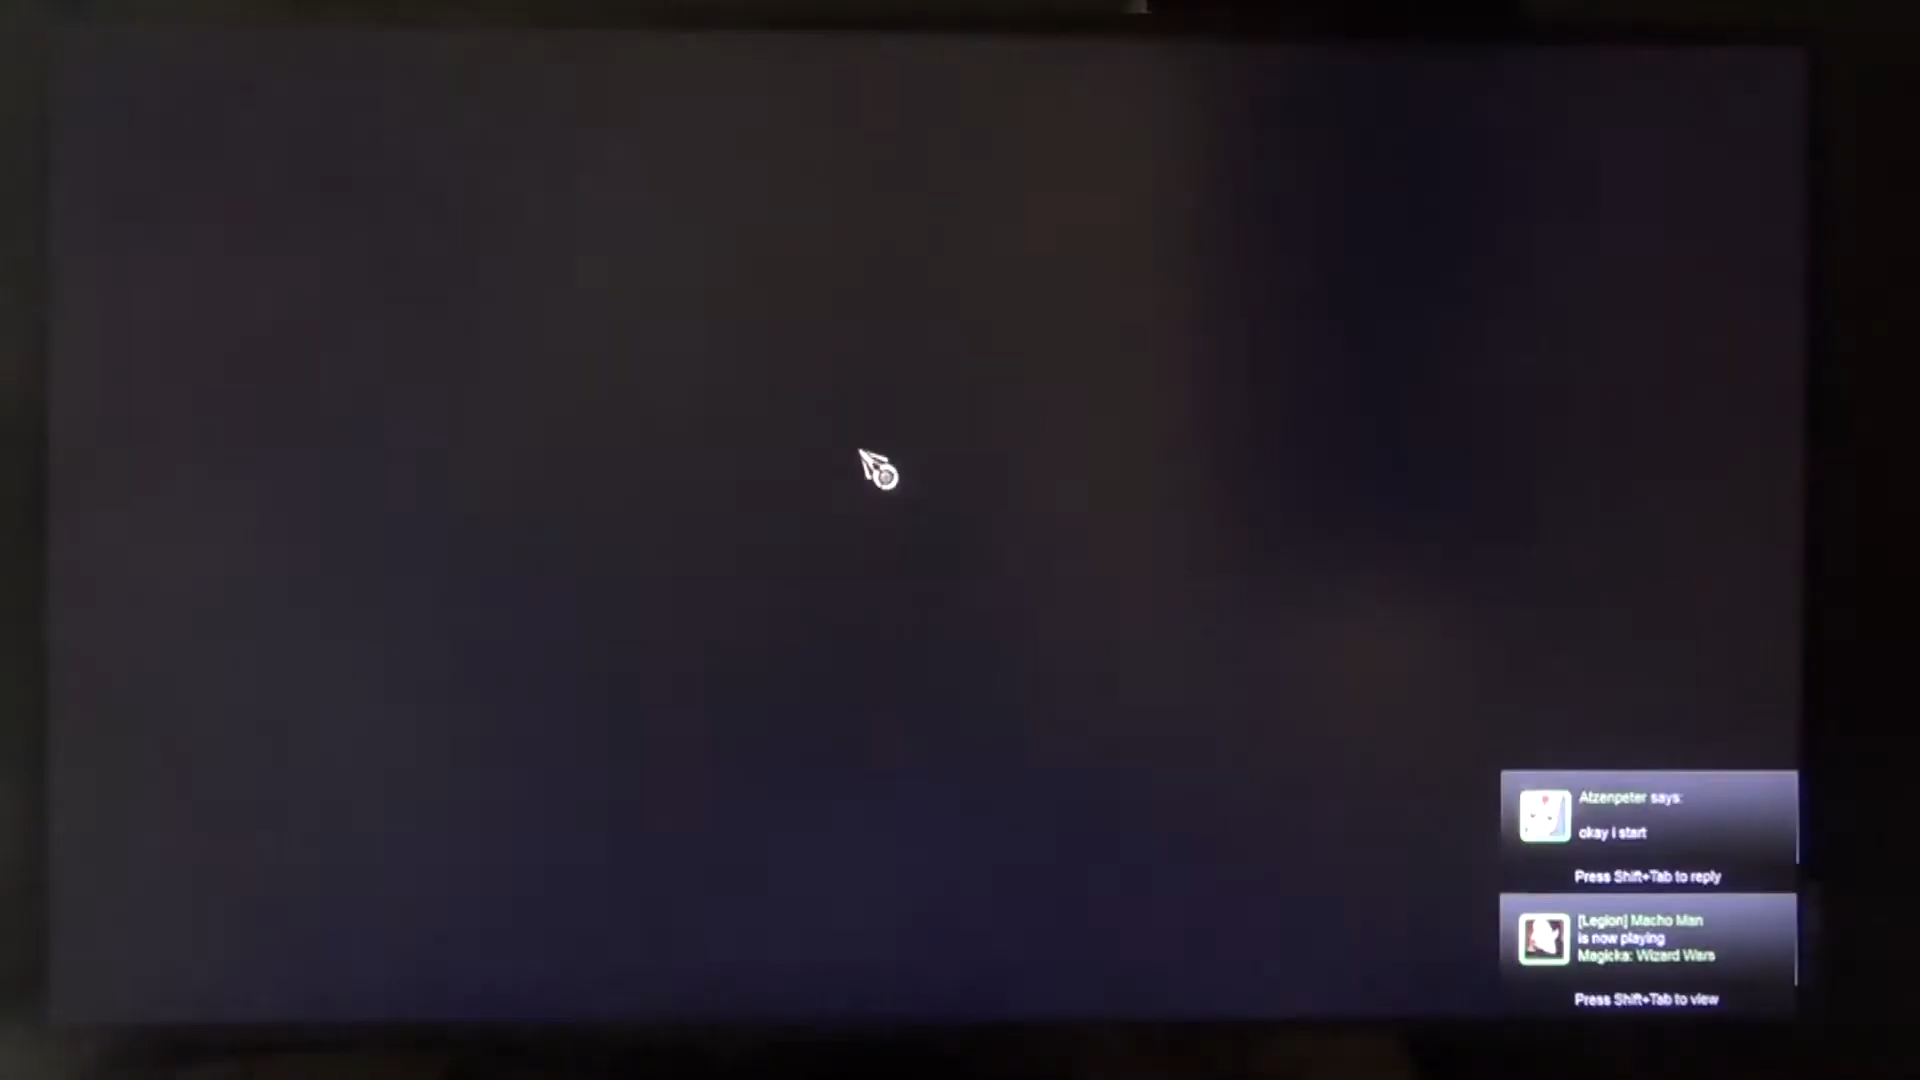 Atzenpeter says:
okay i start
Press Shift+Tab to reply
[Legion] Macho Man
is now playing
Magicka: Wizard Wars
Press Shift+Tab to view